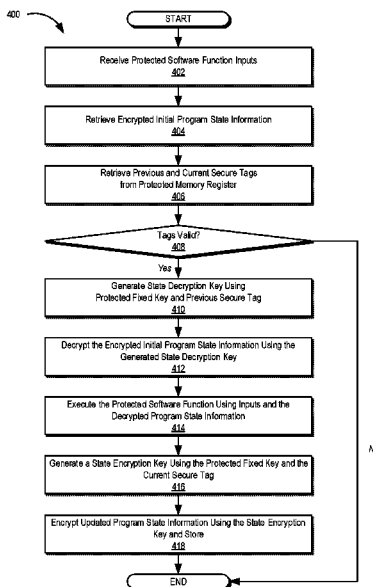 400
START
Receive Protected Software Function Inputs
402
Retrieve Encrypted Initial Program State Information
404
Retrieve Previous and Current Secure Tags
from Protected Memory Register
406
Tags Valid?
408
Yes
Generate State Decryption Key Using
Protected Fixed Key and Previous Secure Tag
410
Decrypt the Encrypted Initial Program State Information Using the
Generated State Decryption Key
412
Execute the Protected Software Function Using Inputs and the
Decrypted Program State Information
414
Generate a State Encryption Key Using the Protected Fixed Key and the
Current Secure Tag
416
Encrypt Updated Program State Information Using the State Encryption
Key and Store
418
END